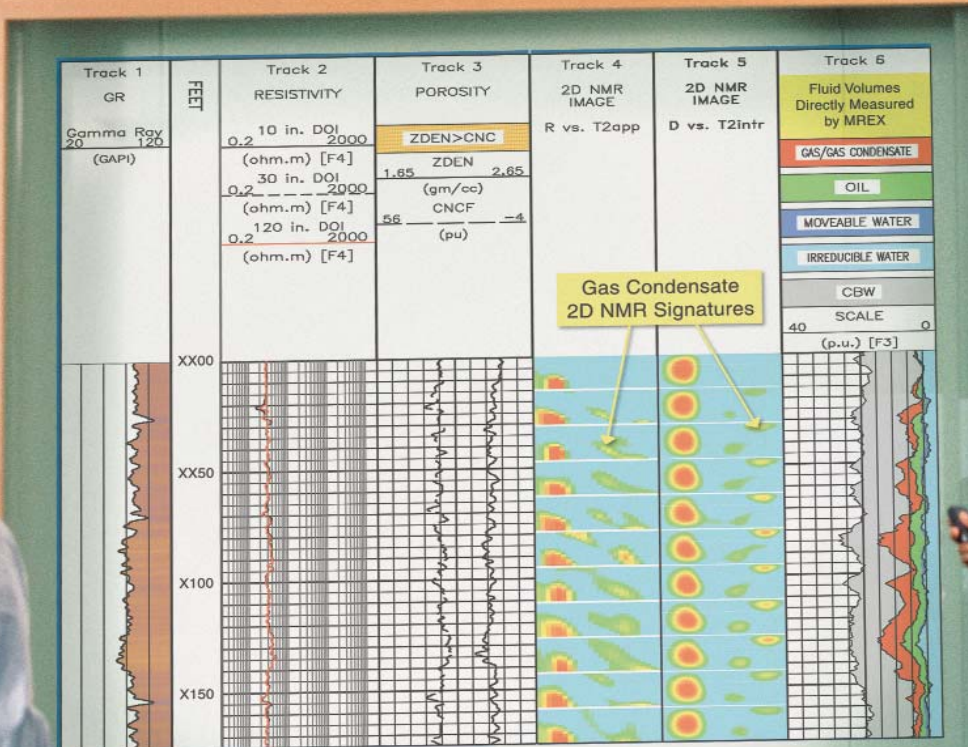 Track 1
GR
Gamma Ray
20 120
(GAPI)
FEET
Track 2
RESISTIVITY
10 in. DOI
0.2 2000
(ohm.m) [F4]
30 in. DOI
0.2 2000
(ohm.m) [F4]
120 in. DOI
0.2 2000
(ohm.m) [F4]
Track 3
POROSITY
ZDEN>CNC
ZDEN
1.65 2.65
(gm/cc)
CNCF
56 -4
(pu)
Track 4
2D NMR
IMAGE
R vs. T2app
Track 5
2D NMR
IMAGE
D vs. T2intr
Track 6
Fluid Volumes
Directly Measured
by MREX
GAS/GAS CONDENSATE
OIL
MOVEABLE WATER
IRREDUCIBLE WATER
CBW
SCALE
40 0
(p.u.) [F3]
Gas Condensate
2D NMR Signatures
XX00
XX50
X100
X150